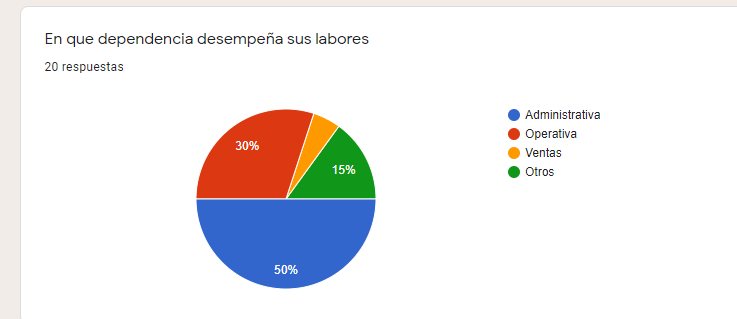 En que dependencia desempeña sus labores
20 respuestas
30%
15%
50%
Administrativa
Operativa
Ventas
Otros